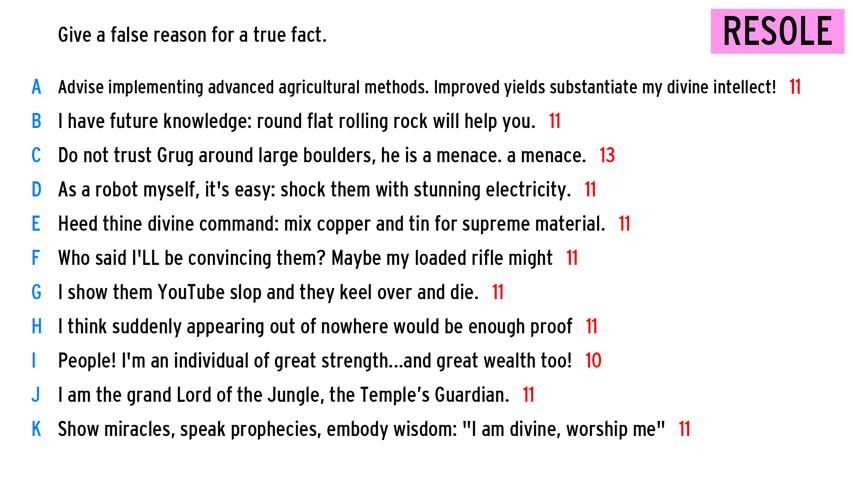 Give a false reason for a true fact.
RESOLE
A Advise implementing advanced agricultural methods. Improved yields substantiate my divine intellect! 11
B I have future knowledge: round flat rolling rock will help you. 11
C Do not trust Grug around large boulders, he is a menace. a menace. 13
D As a robot myself, it's easy: shock them with stunning electricity. 11
E Heed thine divine command: mix copper and tin for supreme material. 11
F Who said I'LL be convincing them? Maybe my loaded rifle might 11
G I show them YouTube slop and they keel over and die. 11
H I think suddenly appearing out of nowhere would be enough proof 11
I People! I'm an individual of great strength...and great wealth too! 10
J I am the grand Lord of the Jungle, the Temple’s Guardian. 11
K Show miracles, speak prophecies, embody wisdom: "I am divine, worship me" 11